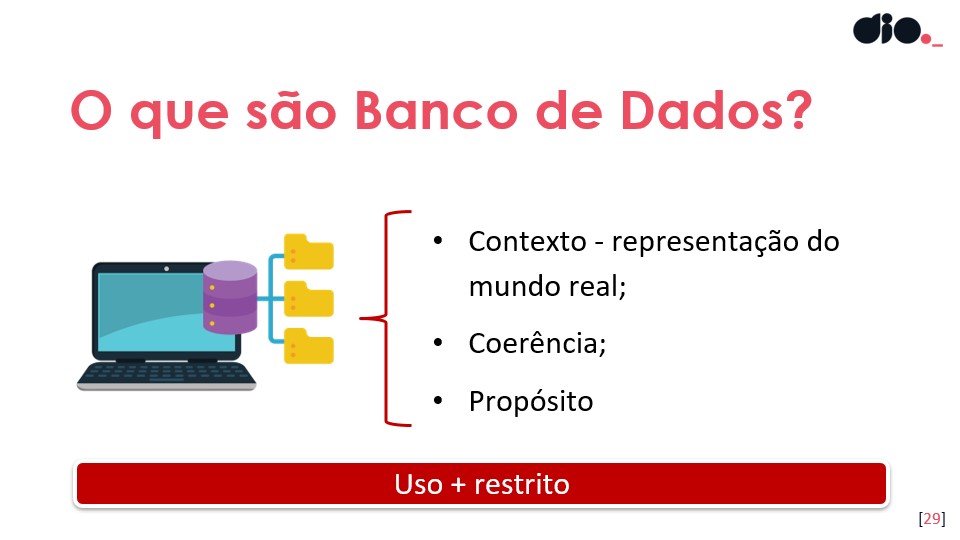 dio._
O que são Banco de Dados?
• Contexto - representação do
mundo real;
• Coerência;
• Propósito
Uso + restrito
[29]